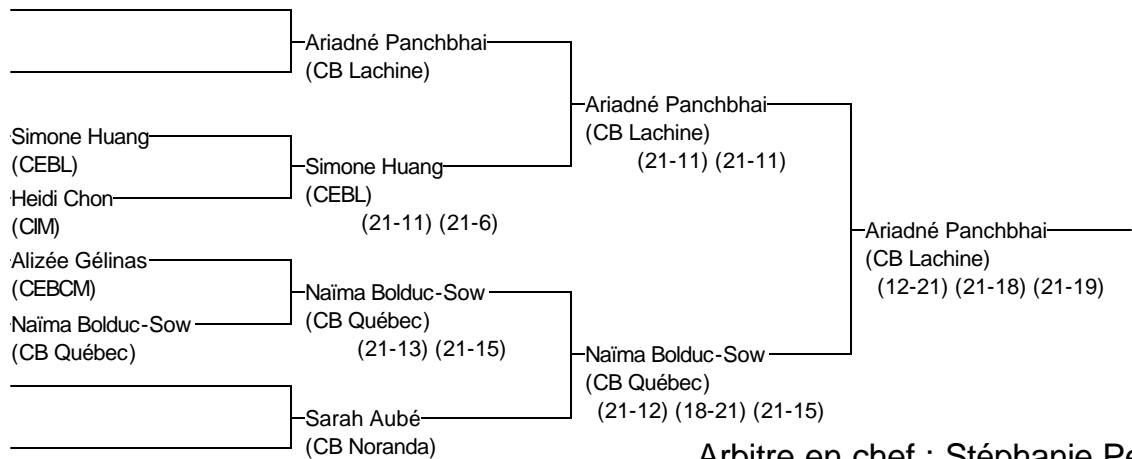 Ariadné Panchbhai
(CB Lachine)
Ariadné Panchbhai
(CB Lachine)
(21-11) (21-11)
Simone Huang
(CEBL)
Simone Huang
(CEBL)
(21-11) (21-6)
Heidi Chon
(CIM)
Ariadné Panchbhai
(CB Lachine)
(12-21) (21-18) (21-19)
Alizée Gélinas
(CEBCM)
Naïma Bolduc-Sow
(CB Québec)
(21-13) (21-15)
Naïma Bolduc-Sow
(CB Québec)
Naïma Bolduc-Sow
(CB Québec)
(21-12) (18-21) (21-15)
Sarah Aubé
(CB Noranda)
Arbitre en chef : Stéphanie